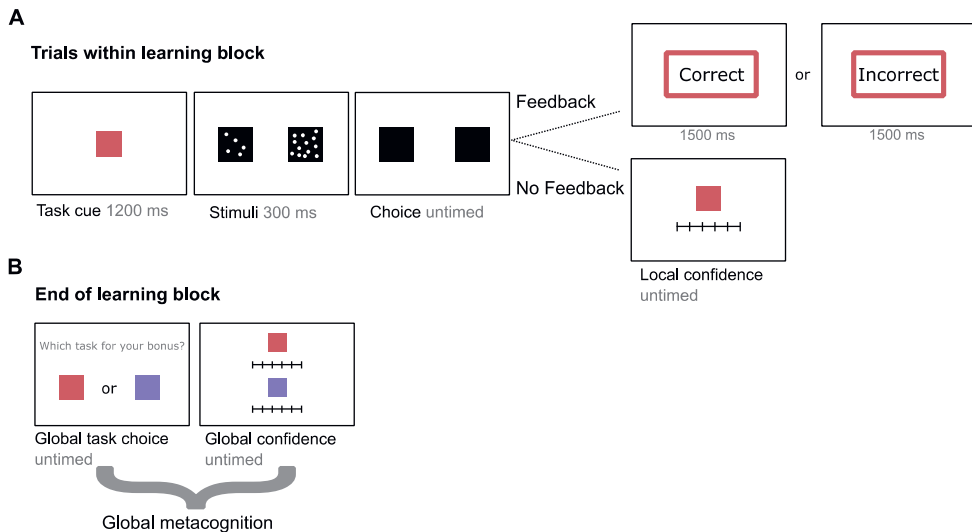 A
Trials within learning block
Task cue 1200 ms
Stimuli 300 ms
Choice untimed
Feedback
Correct
or
Incorrect
1500 ms
1500 ms
No Feedback
Local confidence
untimed
B
End of learning block
Which task for your bonus?
or
Global task choice
untimed
Global confidence
untimed
Global metacognition